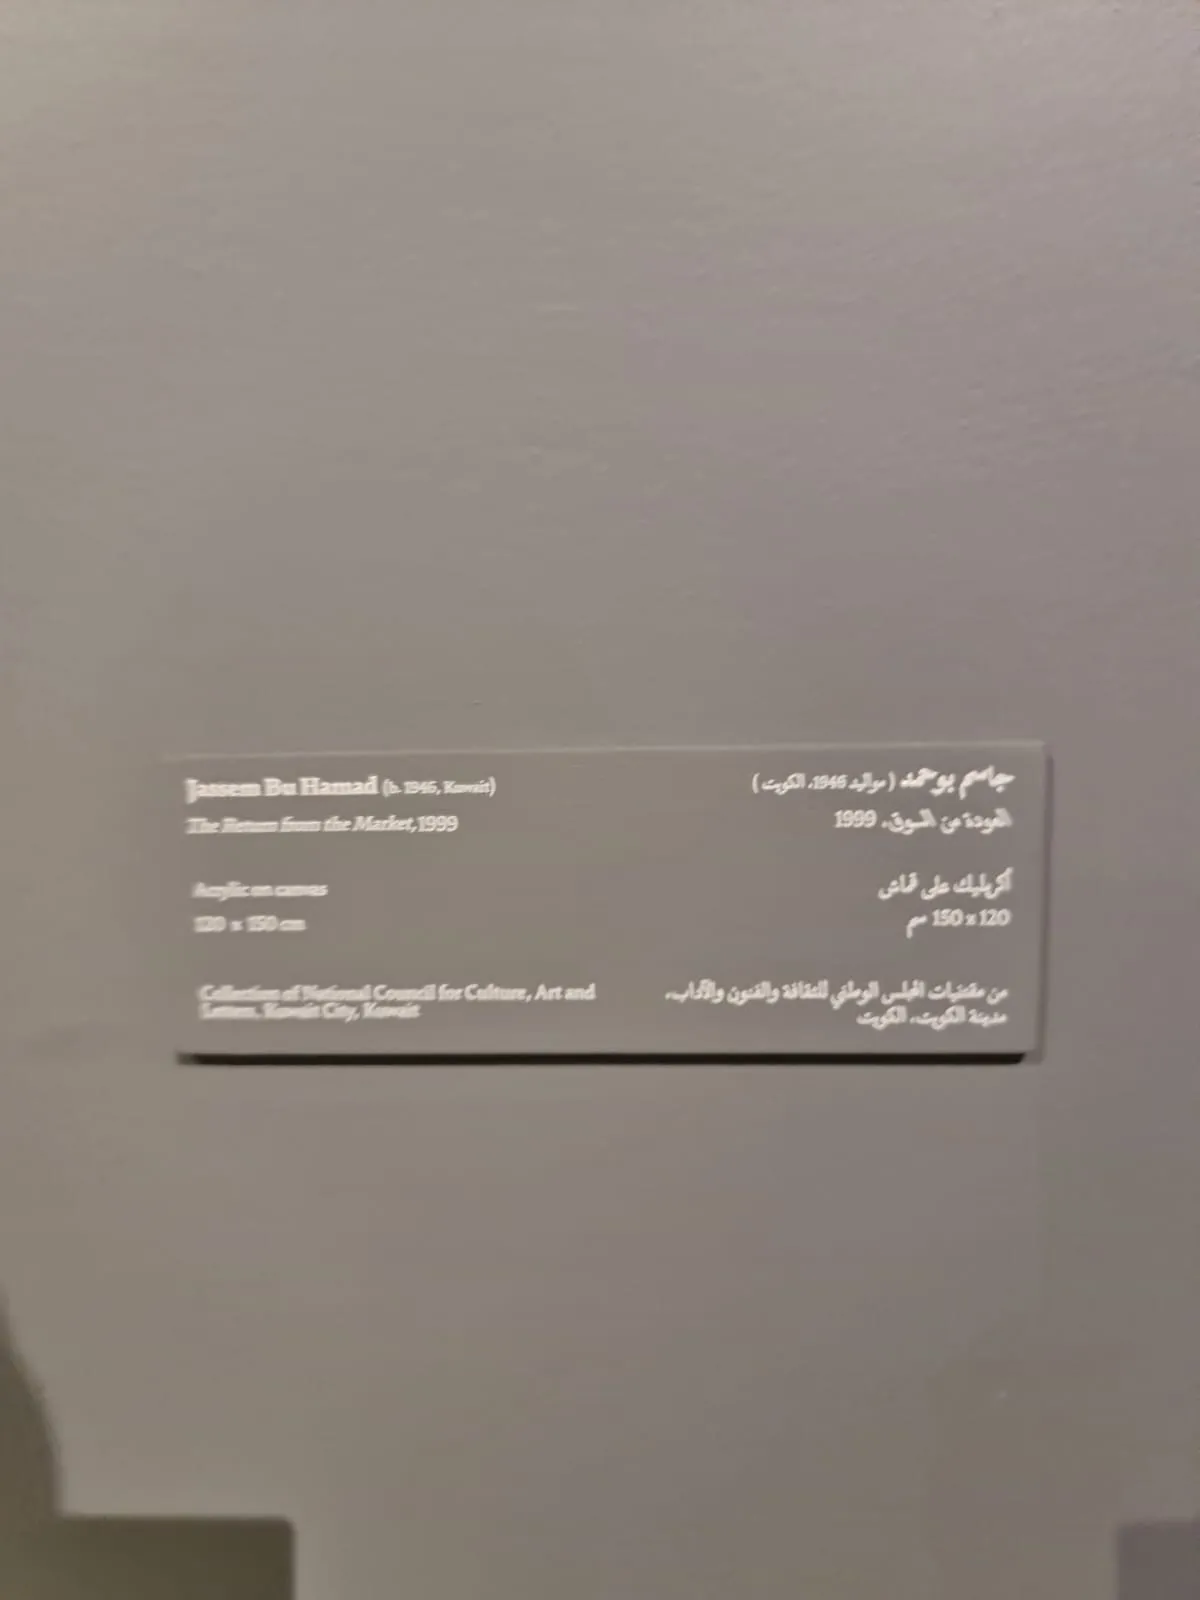 Jassem Bu Hamad (b. 1946, Kuwait)
The Return from the Market, 1999
Acrylic on canvas
120 x 150 cm
Collection of National Council for Culture, Art and
Letters, Kuwait City, Kuwait
جاسم بوحمد ( مواليد 1946، الكويت )
العودة من السوق، 1999
أكريليك على قماش
120 x 150 سم
من مقتنيات المجلس الوطني للثقافة والفنون والآداب،
مدينة الكويت، الكويت